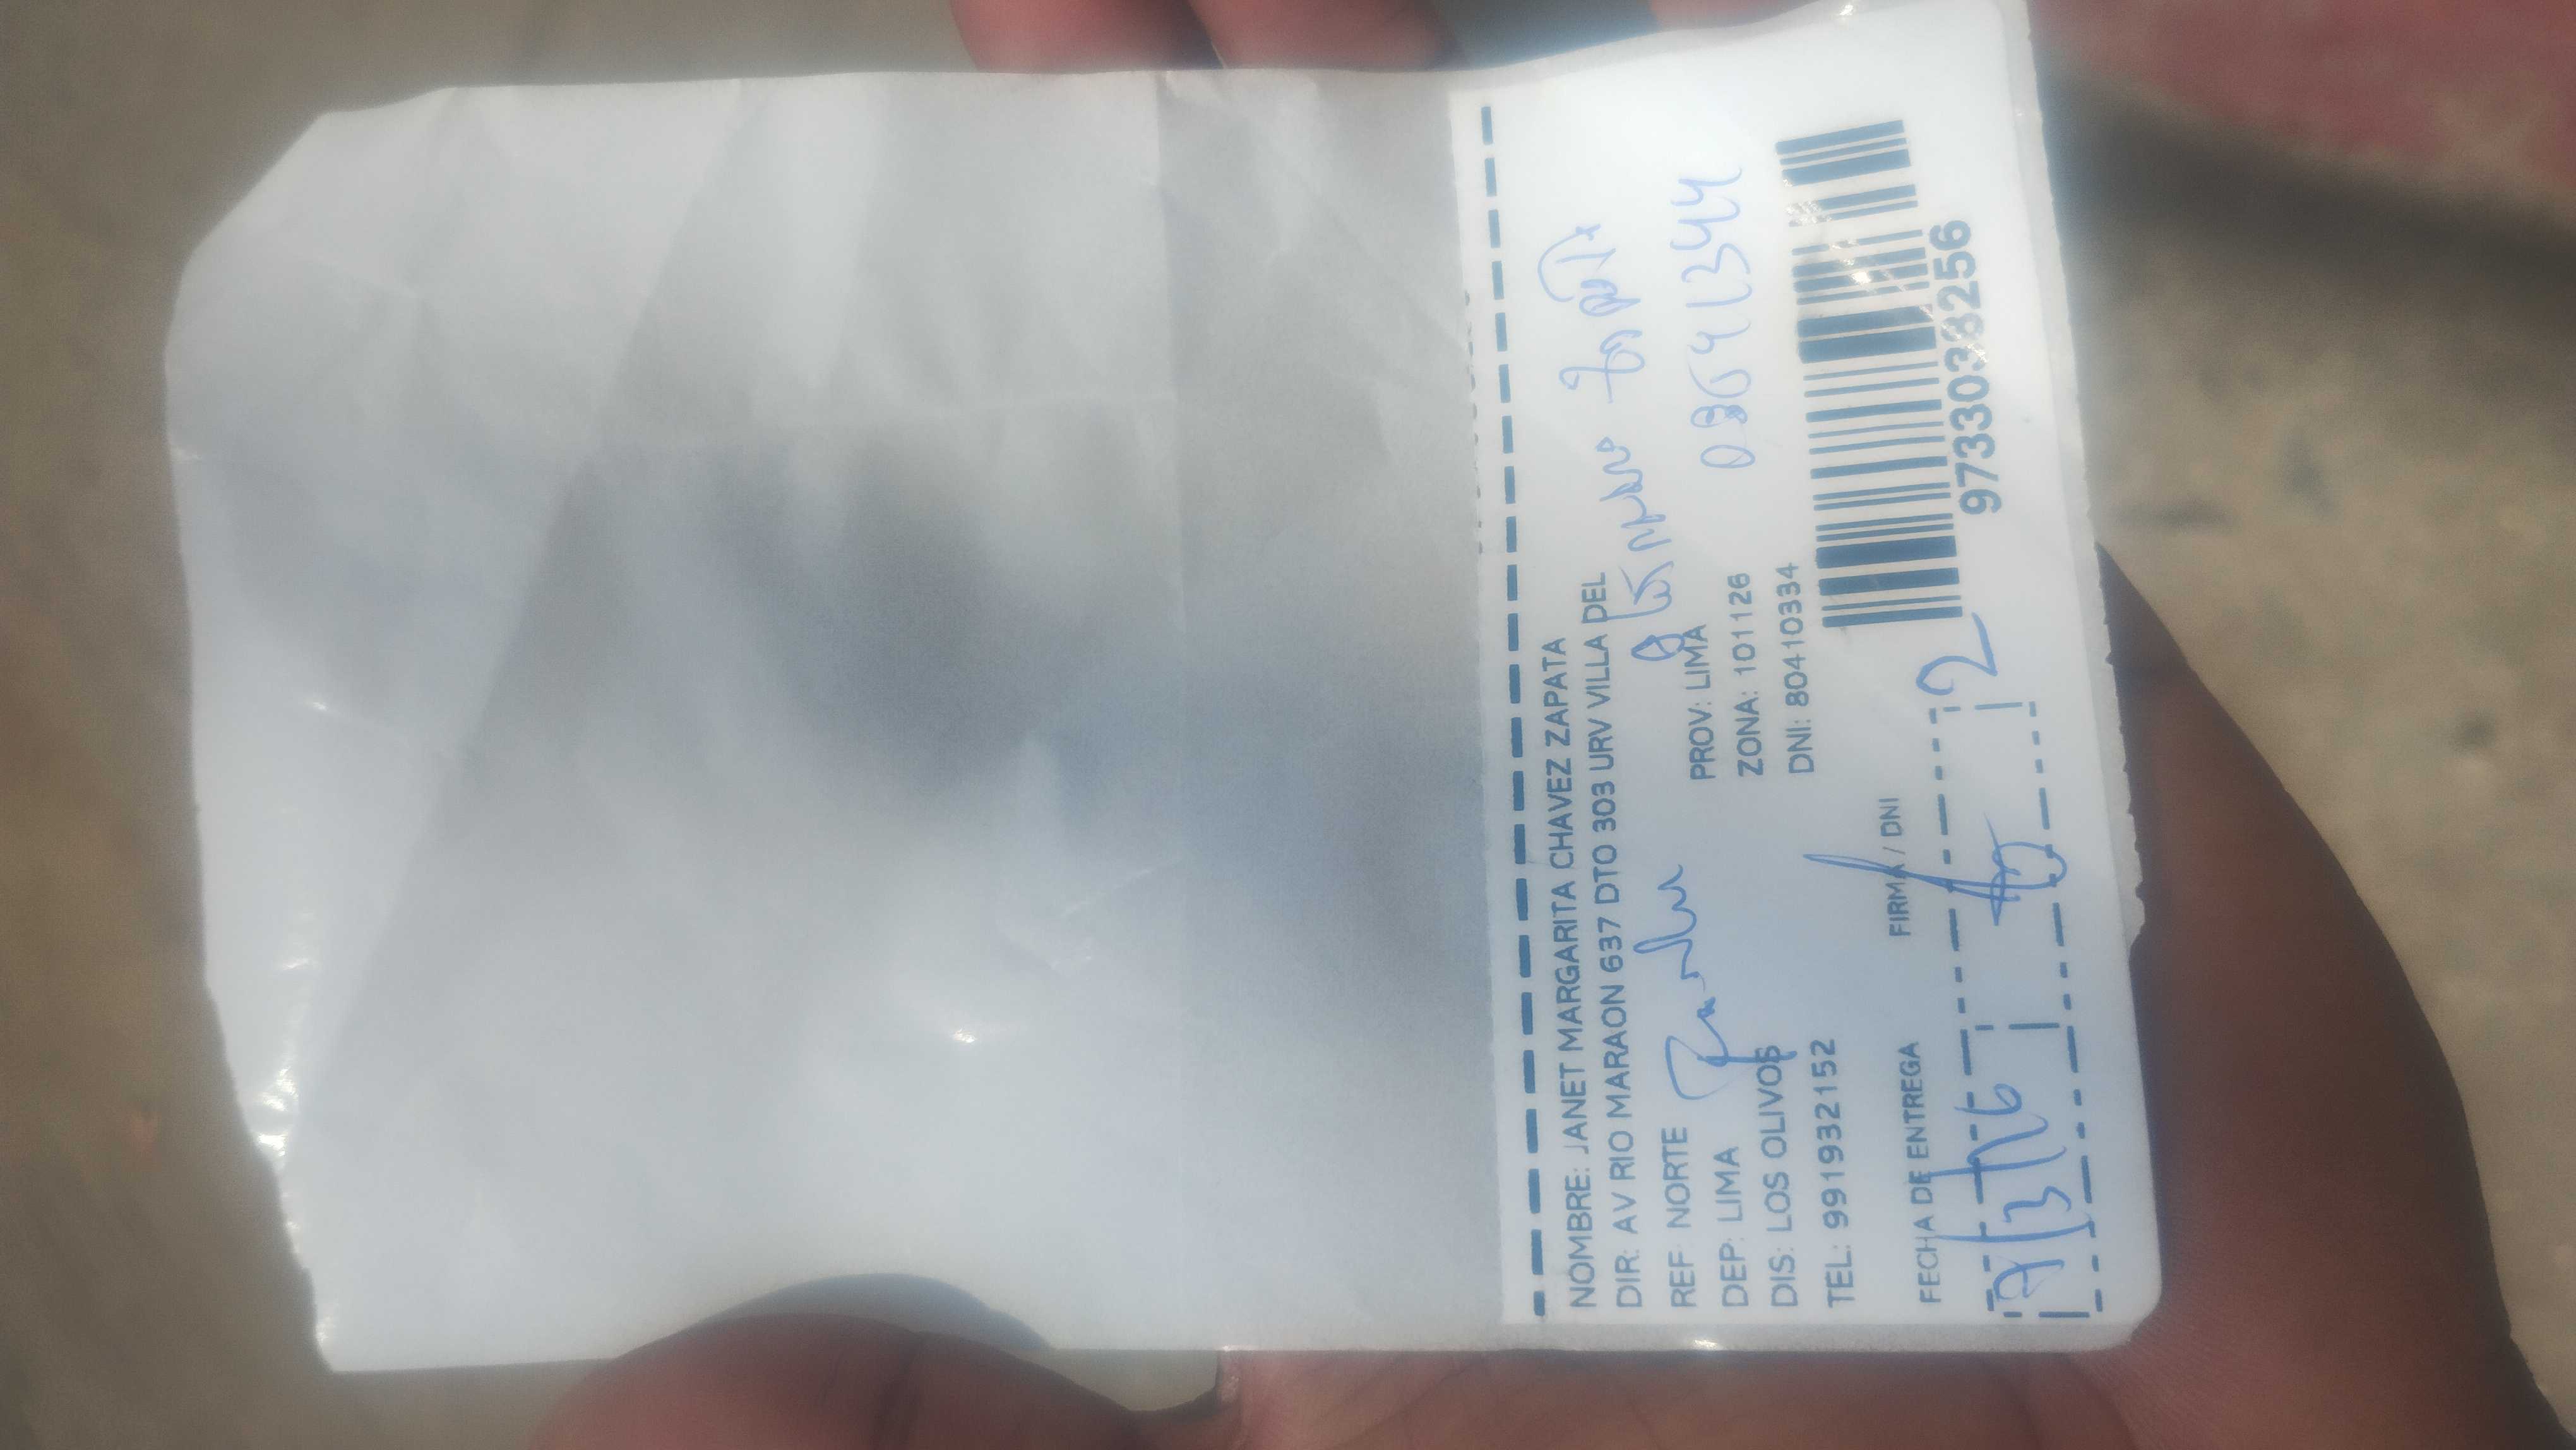 NOMBRE: JANET MARGARITA CHAVEZ ZAPATA
DIR: AV RIO MARAON 637 DTO 303 URV VILLA DEL
REF: NORTE
DEP: LIMA PROV: LIMA
DIS: LOS OLIVOS ZONA: 101126
TEL: 991932152 DNI: 80410334
FECHA DE ENTREGA FIRMA / DNI
12
9733038256